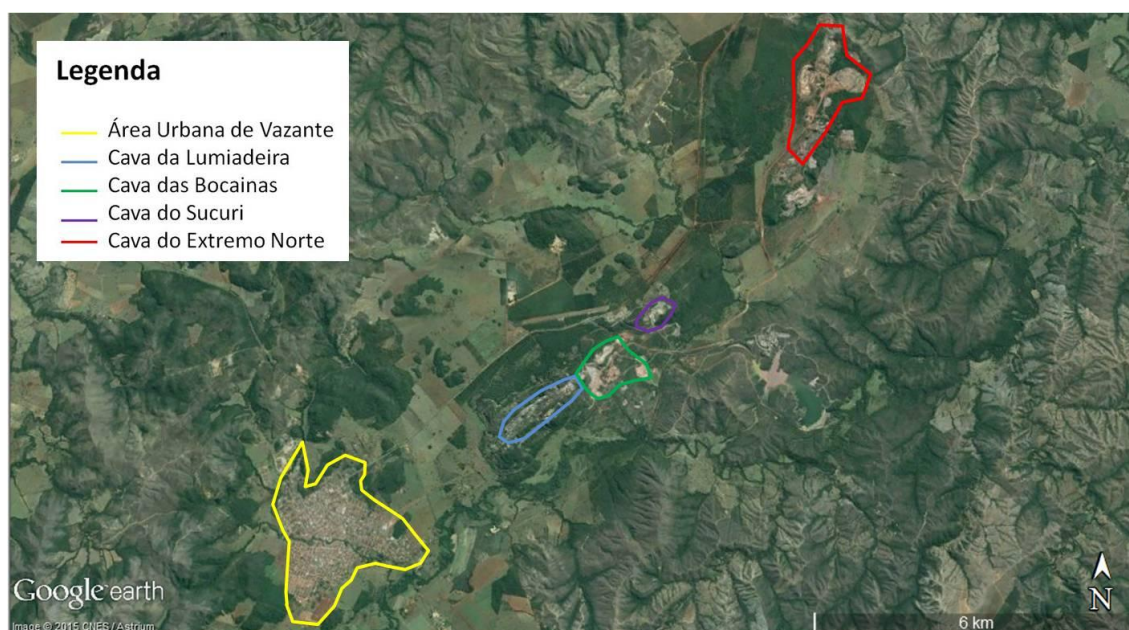 Legenda
Área Urbana de Vazante
Cava da Lumiadeira
Cava das Bocainas
Cava do Sucuri
Cava do Extremo Norte
Google earth
Image © 2015 CNES / Astrium
N
6 km